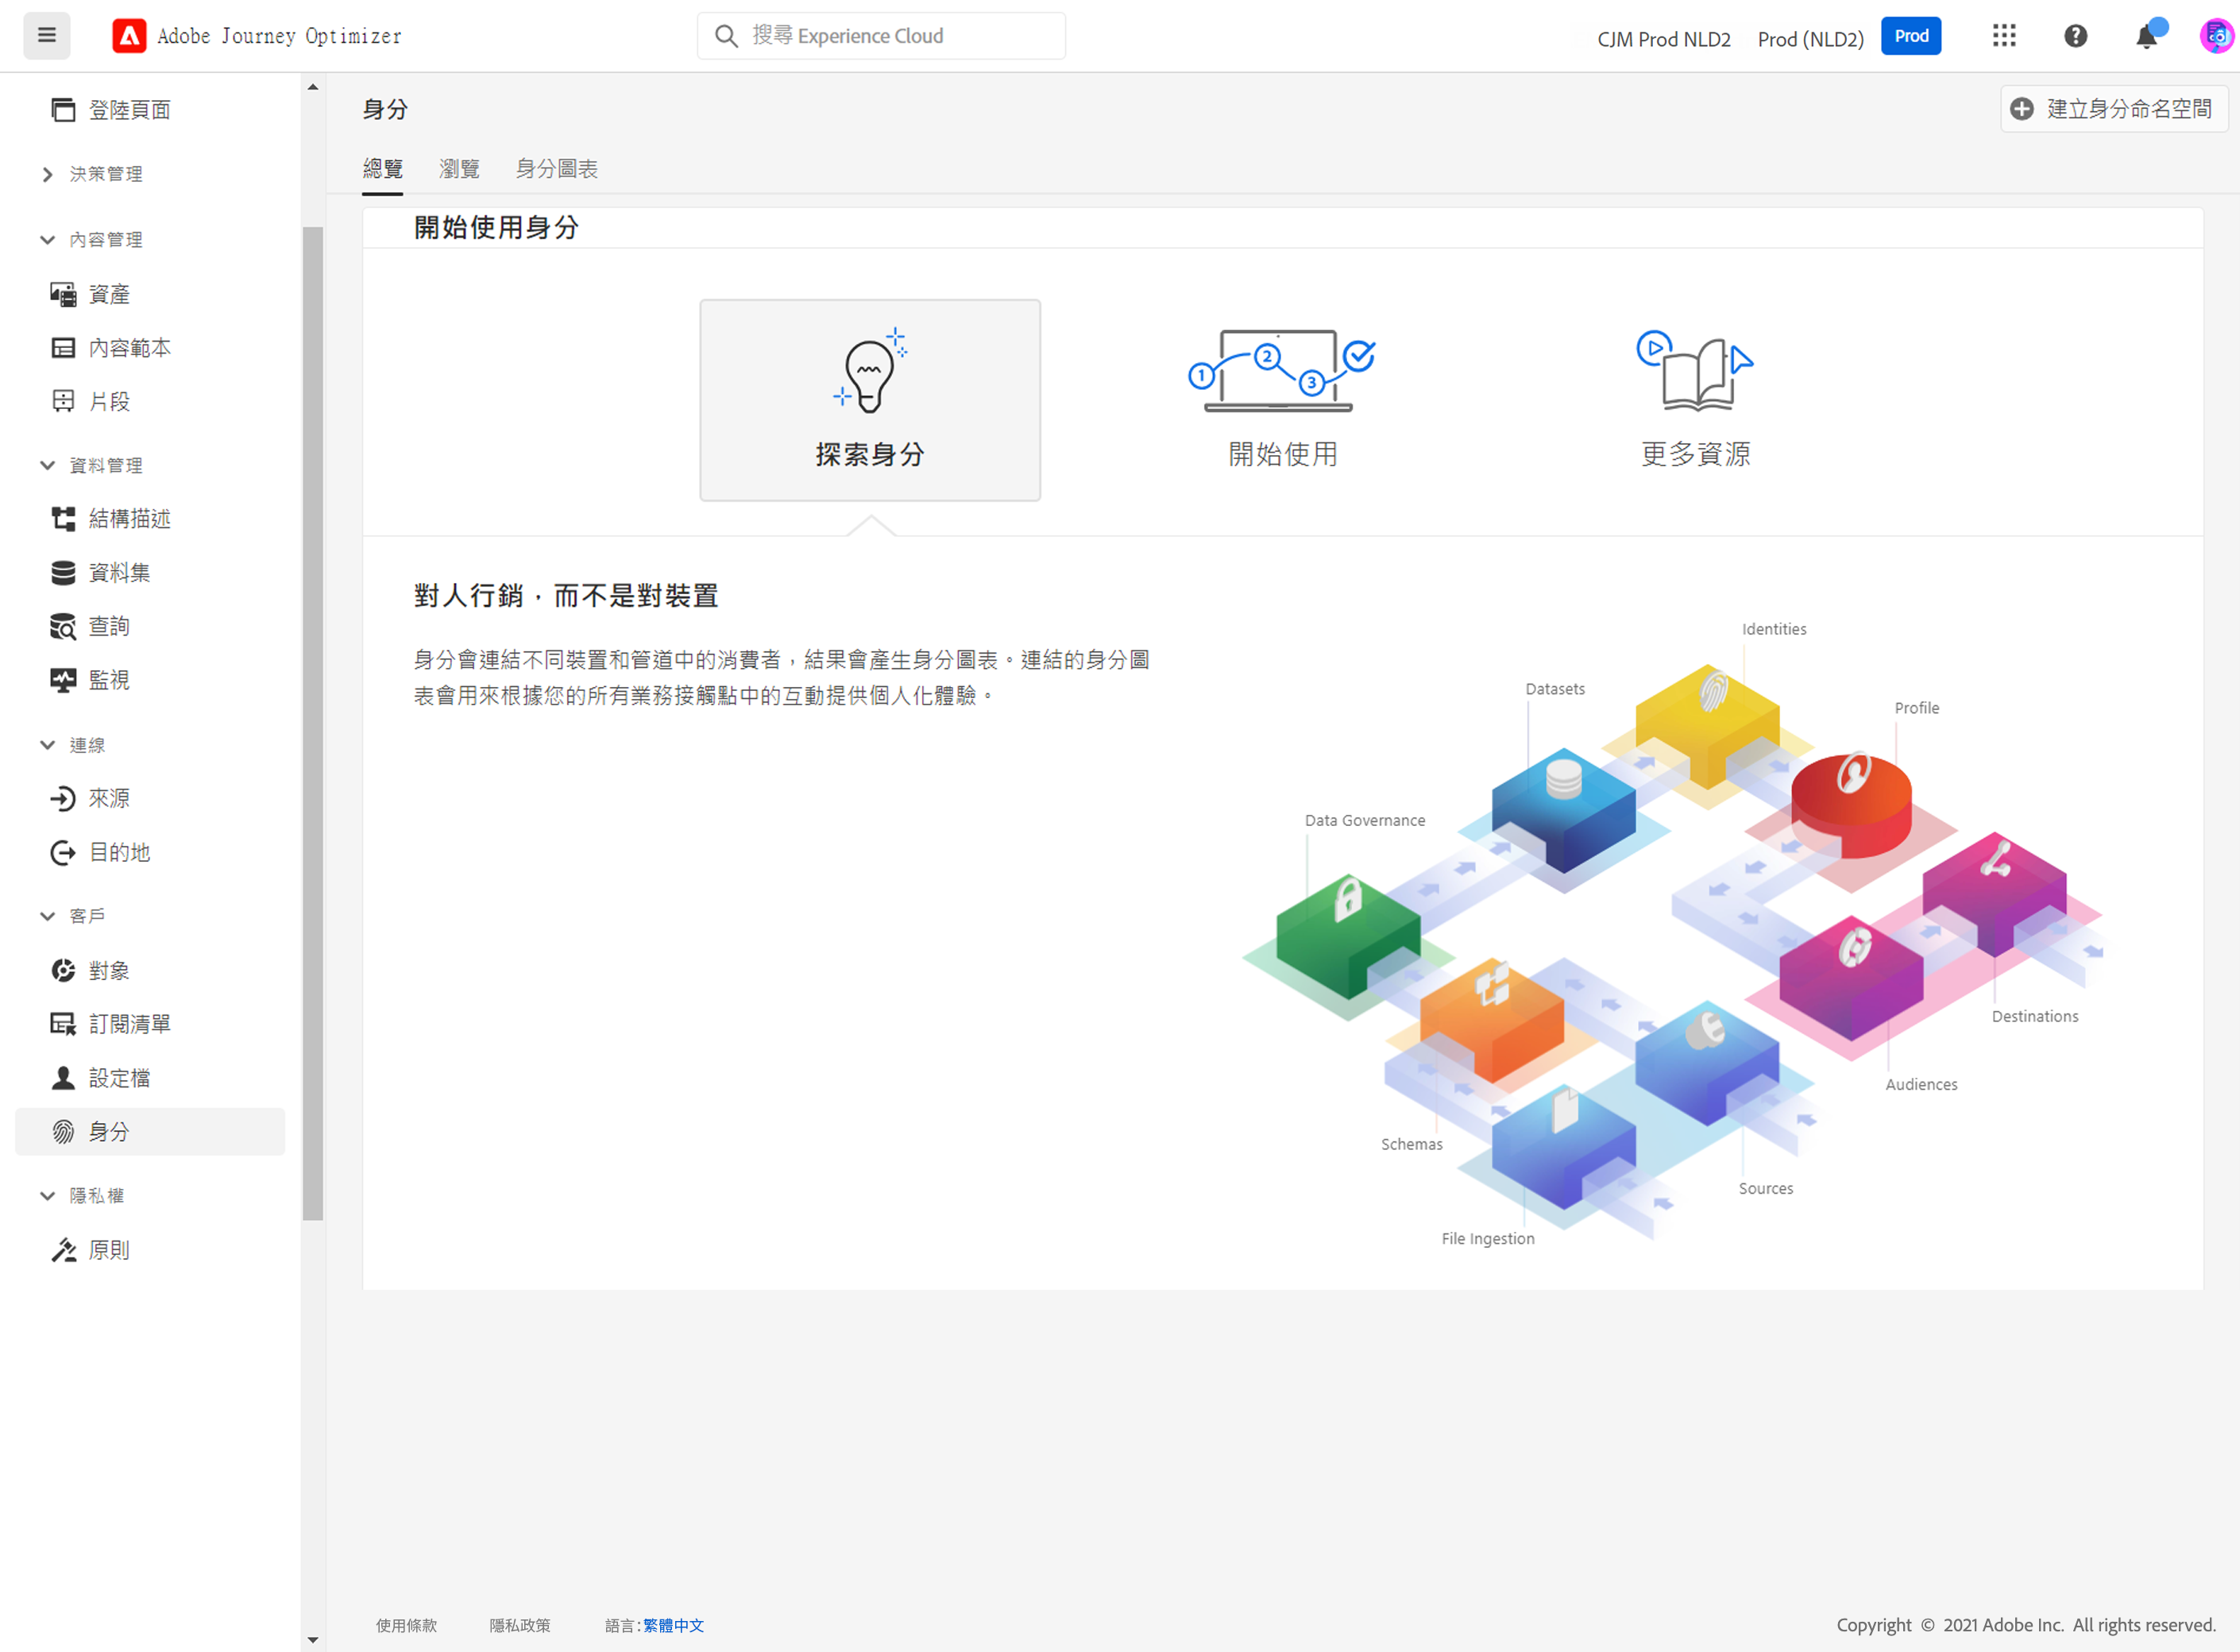 Adobe Journey Optimizer
搜尋 Experience Cloud
CJM Prod NLD2
Prod (NLD2)
Prod
登陸頁面
決策管理
內容管理
資產
內容範本
片段
資料管理
結構描述
資料集
查詢
監視
連線
來源
目的地
客戶
對象
訂閱清單
設定檔
身分
隱私權
原則
身分
建立身分命名空間
總覽
瀏覽
身分圖表
開始使用身分
探索身分
1
2
3
開始使用
更多資源
對人行銷，而不是對裝置
身分會連結不同裝置和管道中的消費者，結果會產生身分圖表。連結的身分圖
表會用來根據您的所有業務接觸點中的互動提供個人化體驗。
Identities
Datasets
Profile
Data Governance
Destinations
Audiences
Schemas
Sources
File Ingestion
使用條款
隱私政策
語言：繁體中文
Copyright © 2021 Adobe Inc. All rights reserved.